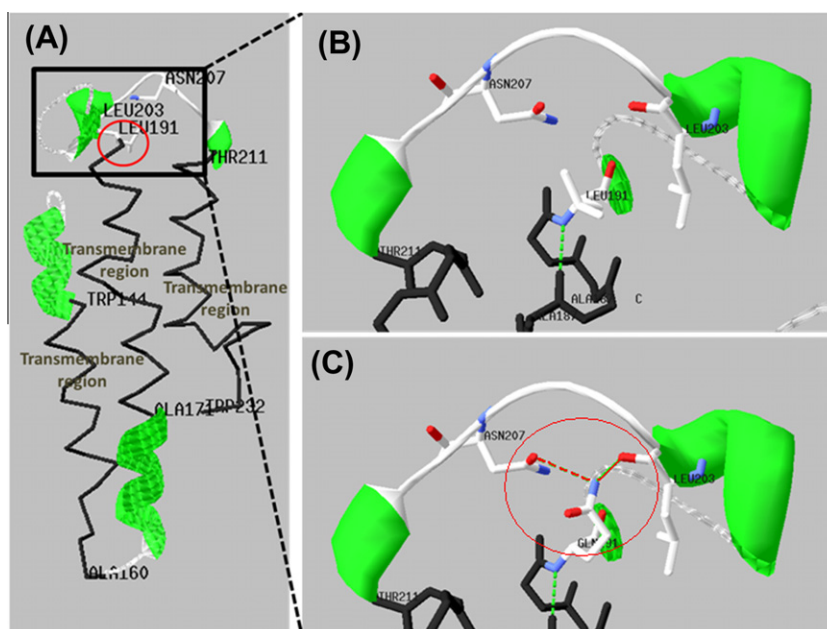 (A)
ASN207
LEU203
LEU191
THR211
Transmembrane
region
TRP144
Transmembrane
region
Transmembrane
region
ALA171
TRP232
ALA160
(B)
ASN207
LEU203
LEU191
THR211
C
(C)
ASN207
LEU203
THR211